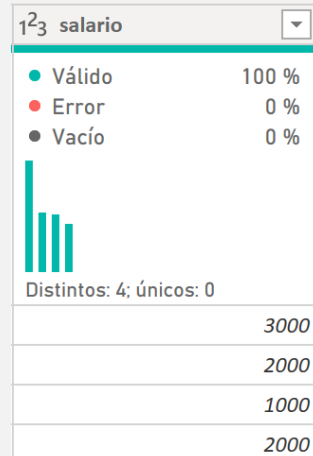 1²3 salario
Válido 100 %
Error 0 %
Vacío 0 %
Distintos: 4; únicos: 0
3000
2000
1000
2000